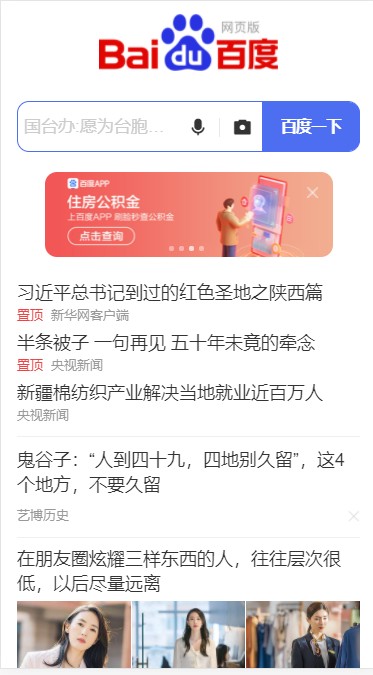 网页版
Bai du 百度
国台办:愿为台胞...
百度一下
百度APP
住房公积金
上百度APP 刷脸秒查公积金
点击查询
习近平总书记到过的红色圣地之陕西篇
置顶 新华网客户端
半条被子 一句再见 五十年未竟的牵念
置顶 央视新闻
新疆棉纺织产业解决当地就业近百万人
央视新闻
鬼谷子：“人到四十九，四地别久留”，这4
个地方，不要久留
艺博历史
在朋友圈炫耀三样东西的人，往往层次很
低，以后尽量远离